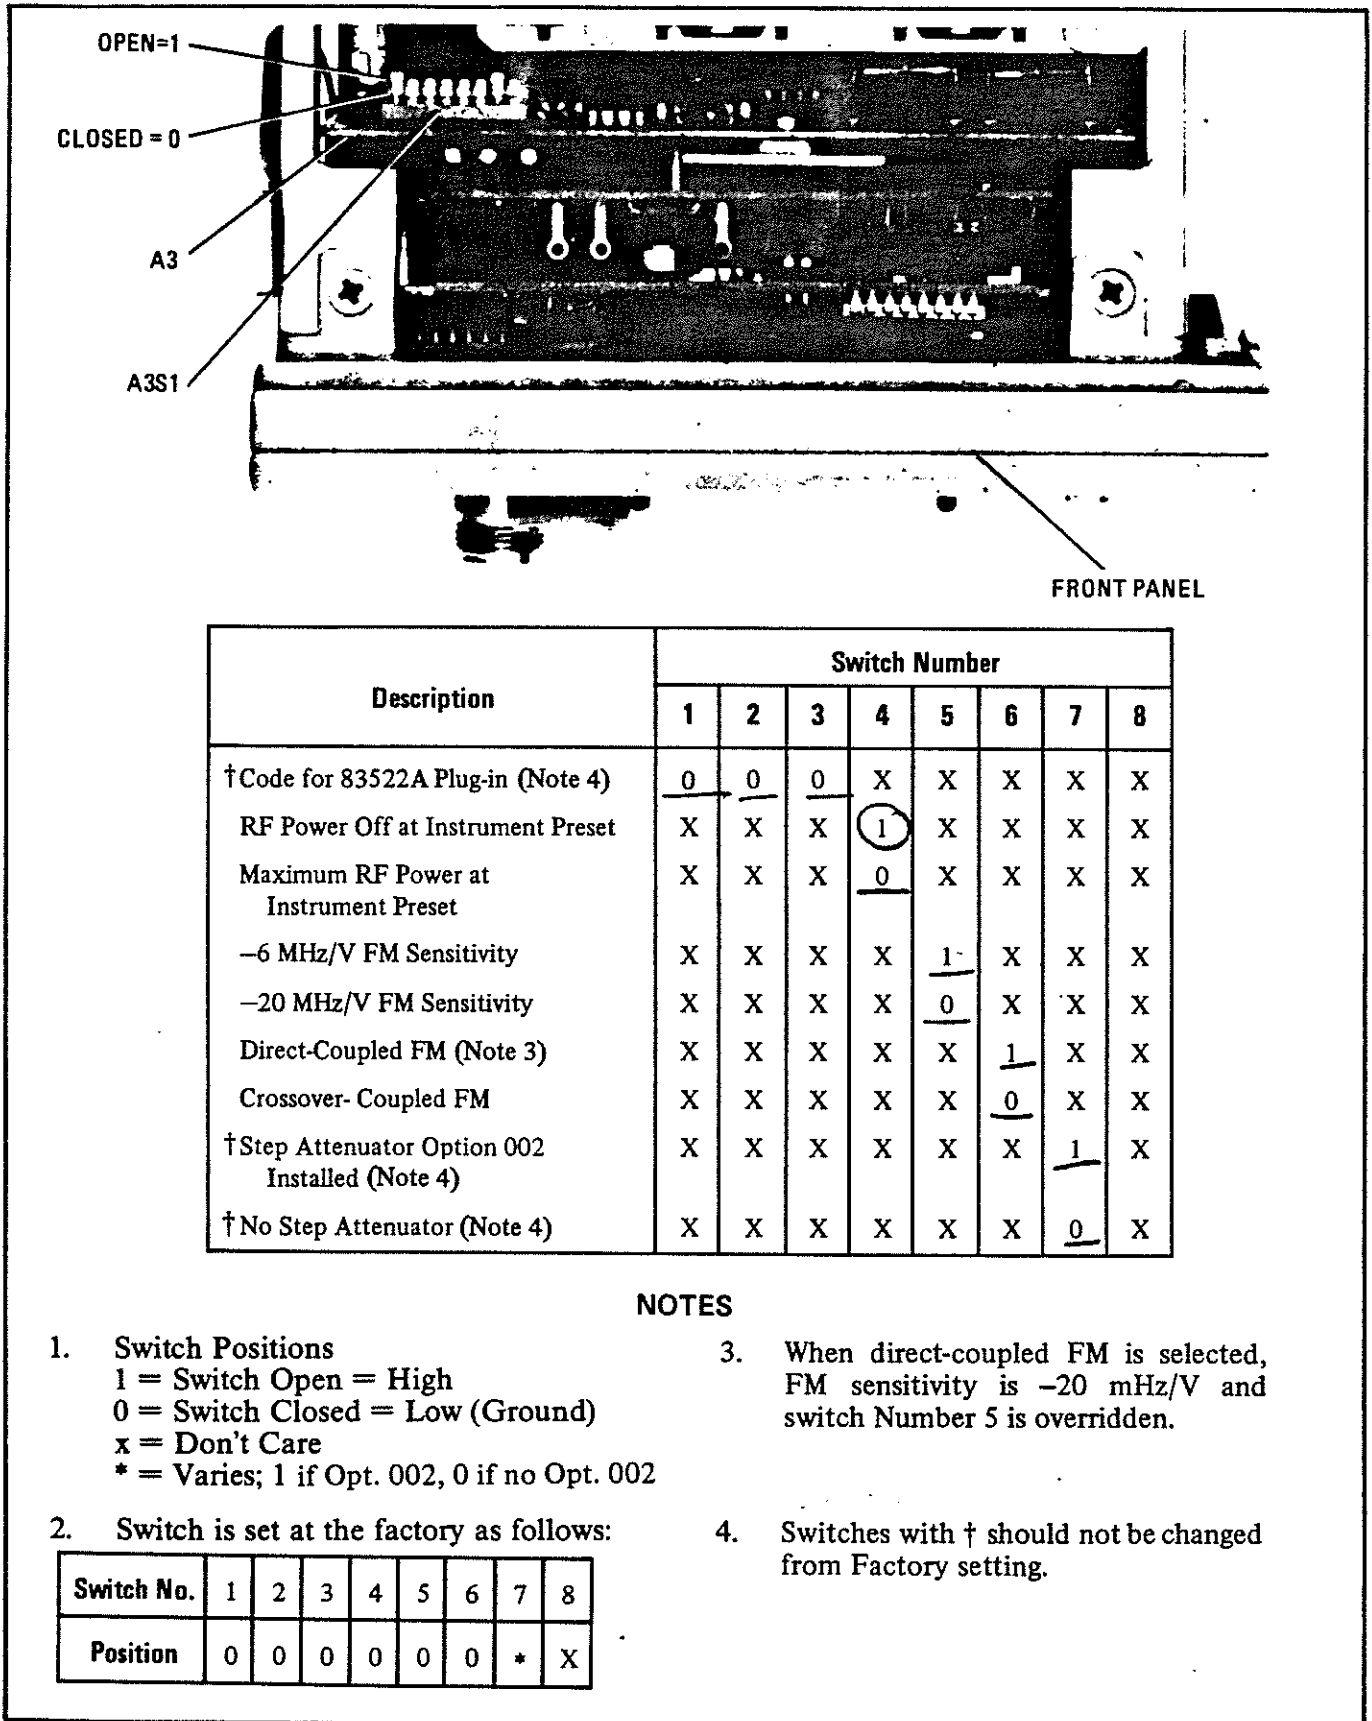 OPEN=1
CLOSED = 0
A3
A3S1
FRONT PANEL
Description
Switch Number
1 2 3 4 5 6 7 8
†Code for 83522A Plug-in (Note 4) 0 0 0 X X X X X
RF Power Off at Instrument Preset X X X 1 X X X X
Maximum RF Power at X X X 0 X X X X
Instrument Preset
–6 MHz/V FM Sensitivity X X X X 1 X X X
–20 MHz/V FM Sensitivity X X X X 0 X X X
Direct-Coupled FM (Note 3) X X X X X 1 X X
Crossover- Coupled FM X X X X X 0 X X
†Step Attenuator Option 002 X X X X X X 1 X
Installed (Note 4)
†No Step Attenuator (Note 4) X X X X X X 0 X
NOTES
1. Switch Positions
1 = Switch Open = High
0 = Switch Closed = Low (Ground)
x = Don't Care
* = Varies; 1 if Opt. 002, 0 if no Opt. 002
2. Switch is set at the factory as follows:
Switch No. 1 2 3 4 5 6 7 8
Position 0 0 0 0 0 0 * X
3. When direct-coupled FM is selected,
FM sensitivity is –20 mHz/V and
switch Number 5 is overridden.
4. Switches with † should not be changed
from Factory setting.